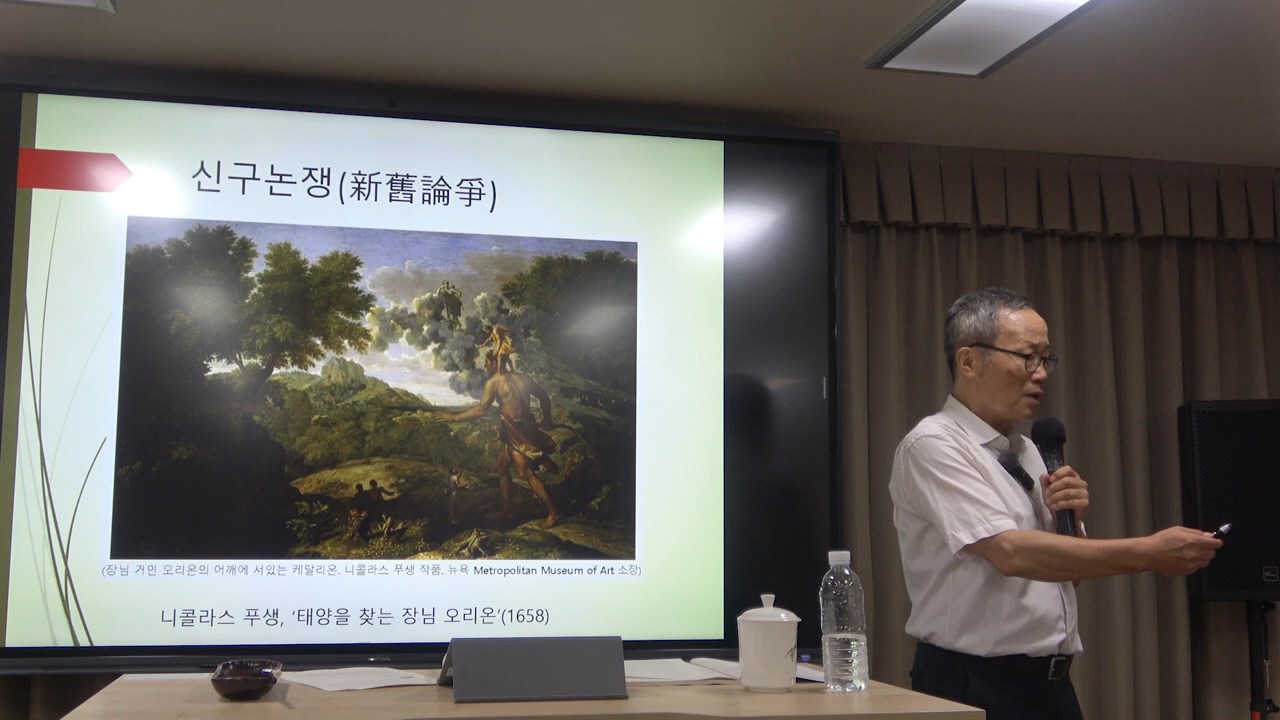 신구논쟁(新舊論爭)
(장님 거인 오리온의 어깨에 서있는 케달리온, 니콜라스 푸생 작품, 뉴욕 Metropolitan Museum of Art 소장)
니콜라스 푸생, '태양을 찾는 장님 오리온'(1658)